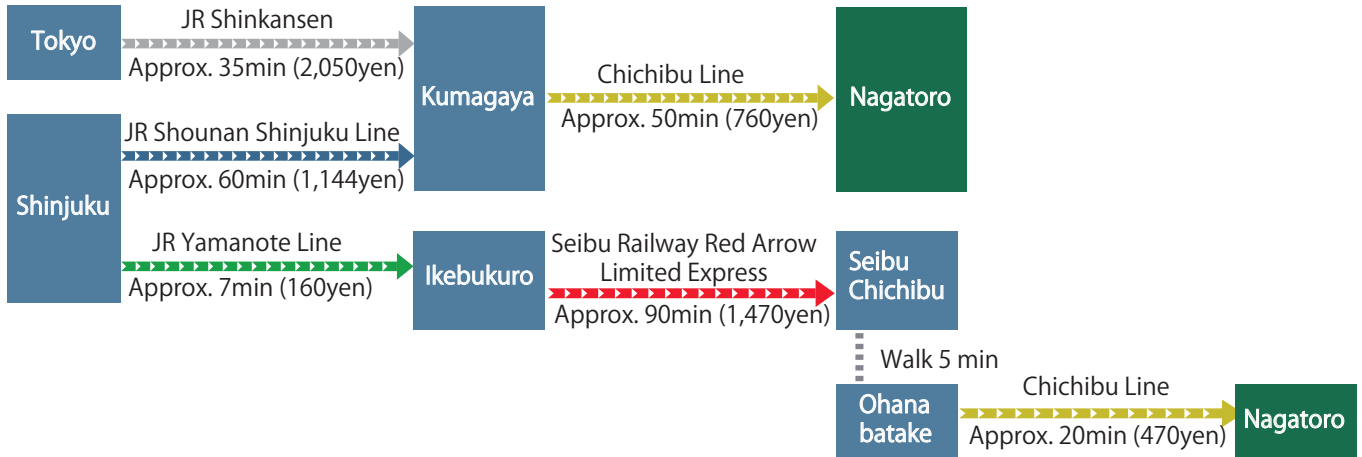 JR Shinkansen
Tokyo
Approx. 35min (2,050yen)
Kumagaya
Chichibu Line
Approx. 50min (760yen)
Nagatoro
JR Shounan Shinjuku Line
Approx. 60min (1,144yen)
Shinjuku
JR Yamanote Line
Approx. 7min (160yen)
Ikebukuro
Seibu Railway Red Arrow
Limited Express
Approx. 90min (1,470yen)
Seibu
Chichibu
Walk 5 min
Ohana
batake
Chichibu Line
Approx. 20min (470yen)
Nagatoro